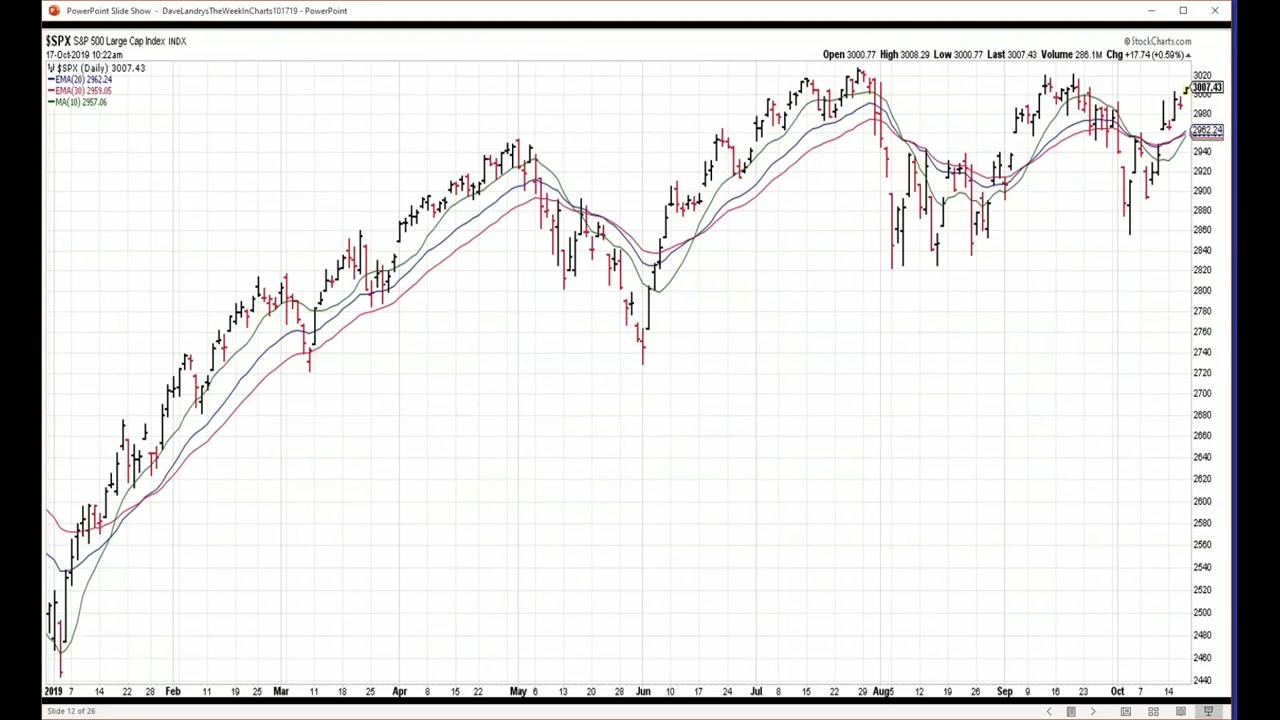 PowerPoint Slide Show - DaveLandrysTheWeekInCharts101719 - PowerPoint
$SPX S&P 500 Large Cap Index INDX
© StockCharts.com
17-Oct-2019 10:22am
Open 3000.77 High 3008.29 Low 3000.77 Last 3007.43 Volume 286.1M Chg +17.74 (+0.59%)
$SPX (Daily) 3007.43
EMA(20) 2962.24
EMA(30) 2959.05
MA(10) 2957.06
3020
3007.43
3000
2980
2962.24
2940
2920
2900
2880
2860
2840
2820
2800
2780
2760
2740
2720
2700
2680
2660
2640
2620
2600
2580
2560
2540
2520
2500
2480
2460
2440
2019 7 14 22 28 Feb 11 19 25 Mar 11 18 25 Apr 8 15 22 May 6 13 20 28 Jun 10 17 24 Jul 8 15 22 29 Aug 5 12 19 26 Sep 9 16 23 Oct 7 14
Slide 12 of 26